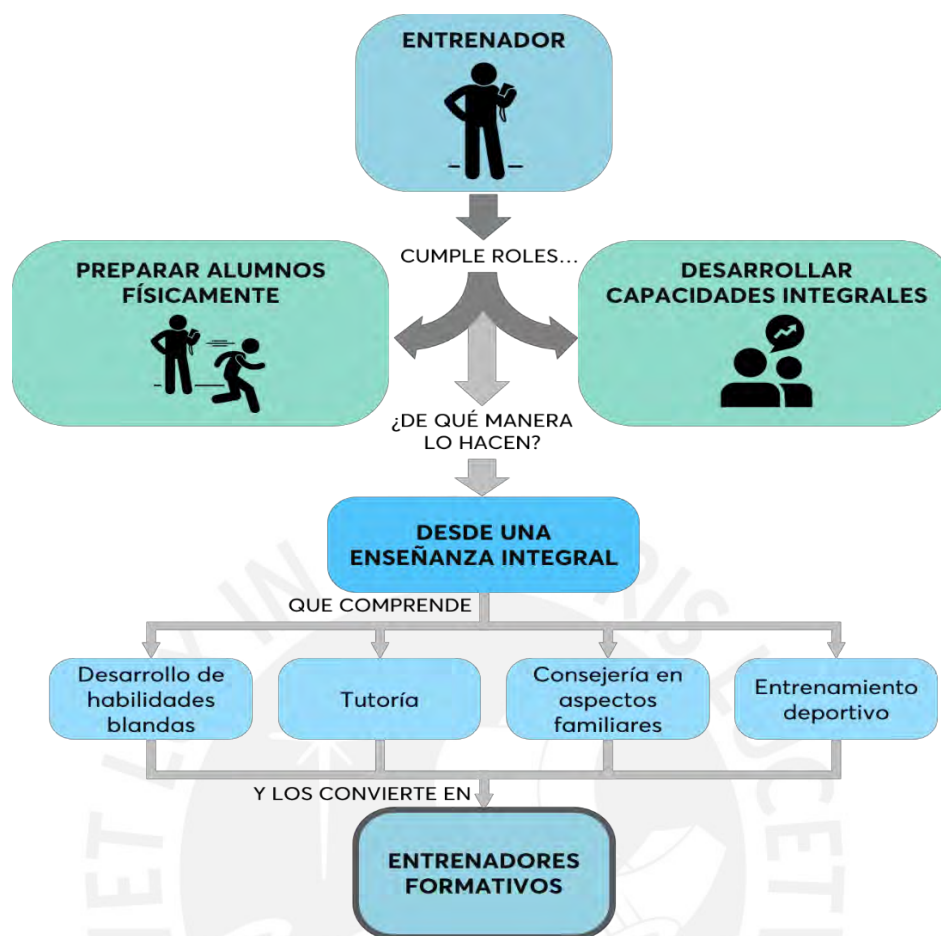 ENTRENADOR
CUMPLE ROLES...
PREPARAR ALUMNOS
FÍSICAMENTE
DESARROLLAR
CAPACIDADES INTEGRALES
¿DE QUÉ MANERA
LO HACEN?
DESDE UNA
ENSEÑANZA INTEGRAL
QUE COMPRENDE
Desarrollo de
habilidades
blandas
Tutoría
Consejería en
aspectos
familiares
Entrenamiento
deportivo
Y LOS CONVIERTE EN
ENTRENADORES
FORMATIVOS